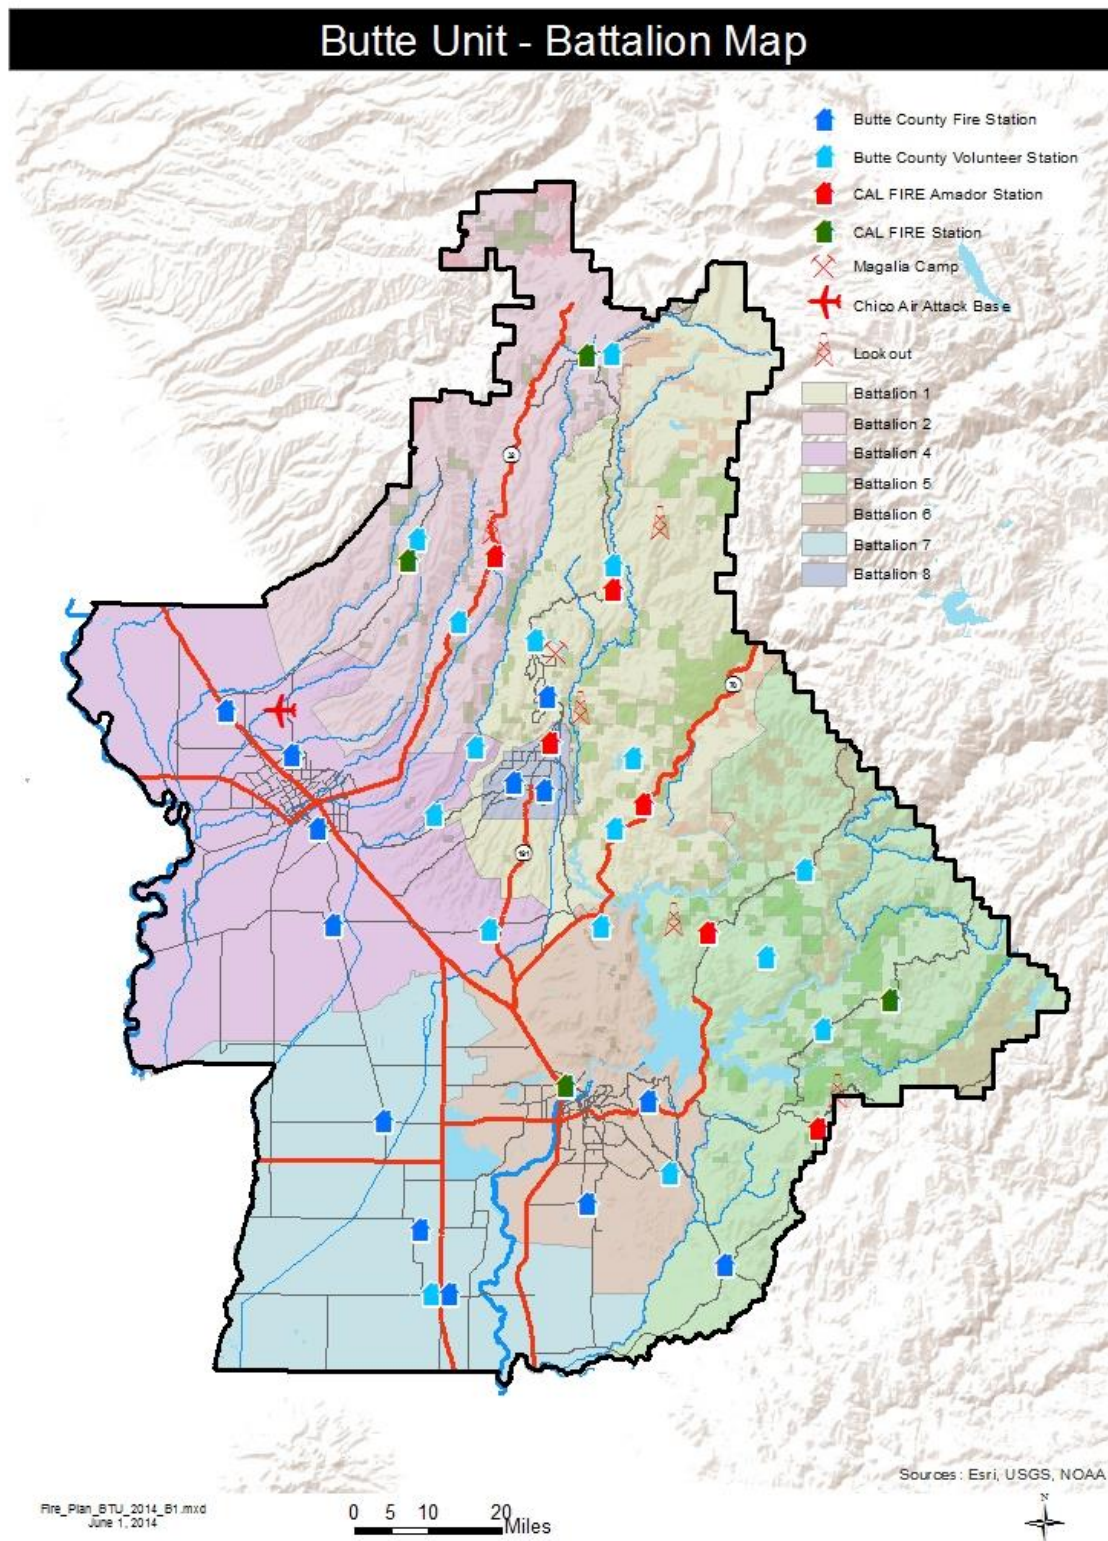 Butte Unit - Battalion Map
Butte County Fire Station
Butte County Volunteer Station
CAL FIRE Amador Station
CAL FIRE Station
Magalia Camp
Chico Air Attack Base
Lookout
Battalion 1
Battalion 2
Battalion 4
Battalion 5
Battalion 6
Battalion 7
Battalion 8
32
70
191
Sources: Esri, USGS, NOAA
Fire_Plan_BTU_2014_B1.mxd
June 1, 2014
0 5 10 20
Miles
N